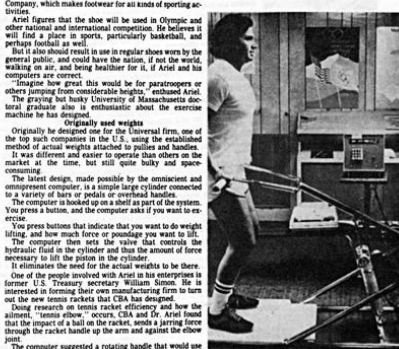 Company, which makes footwear for all kinds of sporting ac-
tivities.
Ariel figures that the shoe will be used in Olympic and
other national and international competition. He believes it
will find a place in sports, particularly basketball, and
perhaps football as well.
But it also should result in use in regular shoes worn by the
general public, and could have the nation, if not the world,
walking on air, and being healthier for it, if Ariel and his
computers are correct.
"Imagine how great this would be for paratroopers or
others jumping from considerable heights," enthused Ariel.
The graying but husky University of Massachusetts doc-
toral graduate also is enthusiastic about the exercise
machine he has designed.
Originally used weights
Originally he designed one for the Universal firm, one of
the top such companies in the U.S., using the established
method of actual weights attached to pullies and handles.
It was different and easier to operate than others on the
market at the time, but still quite bulky and space-
consuming.
The latest design, made possible by the omniscient and
omnipresent computer, is a simple large cylinder connected
to a variety of bars or pedals or overhead handles.
The computer is hooked up on a shelf as part of the system.
You press a button, and the computer asks if you want to ex-
ercise.
You press buttons that indicate that you want to do weight
lifting, and how much force or poundage you want to lift.
The computer then sets the valve that controls the
hydraulic fluid in the cylinder and thus the amount of force
necessary to lift the piston in the cylinder.
It eliminates the need for the actual weights to be there.
One of the people involved with Ariel in his enterprises is
former U.S. Treasury secretary William Simon. He is
interested in forming their own manufacturing firm to turn
out the new tennis rackets that CBA has designed.
Doing research on tennis racket efficiency and how the
ailment, "tennis elbow," occurs, CBA and Dr. Ariel found
that the impact of a ball on the racket, sends a jarring force
through the racket handle up the arm and against the elbow
joint.
The computer suggested a rotating handle that would use